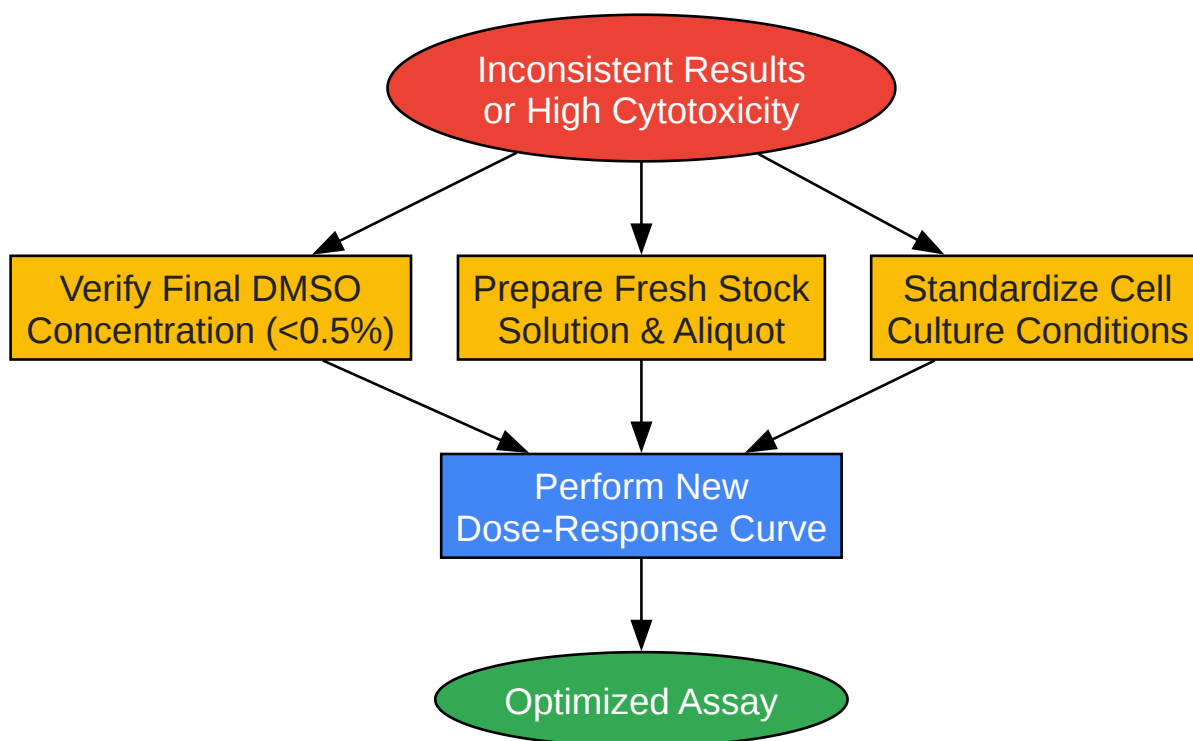 Inconsistent Results
or High Cytotoxicity
Verify Final DMSO
Concentration (<0.5%)
Prepare Fresh Stock
Solution & Aliquot
Standardize Cell
Culture Conditions
Perform New
Dose-Response Curve
Optimized Assay